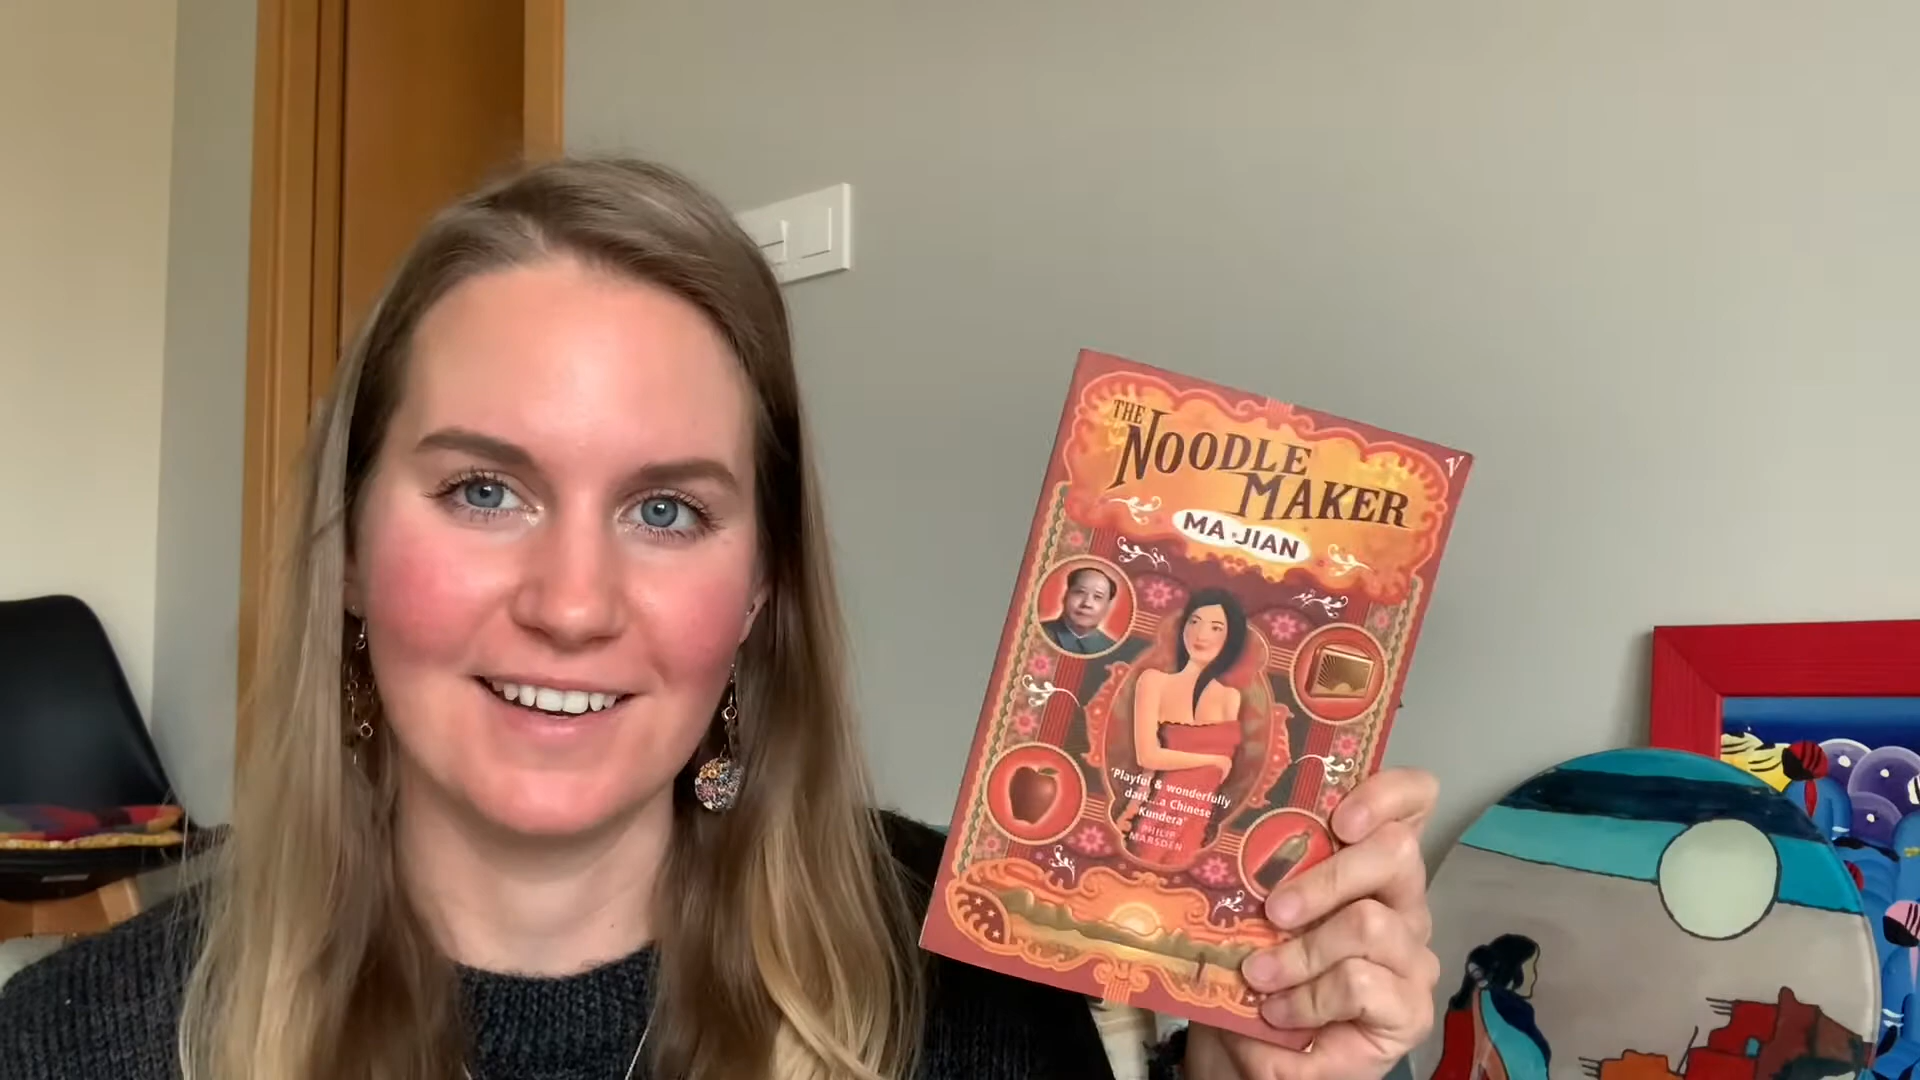 THE
NOODLE
MAKER
V
MA JIAN
'Playful & wonderfully
dark... a Chinese
Kundera'
PHILIP
MARSDEN